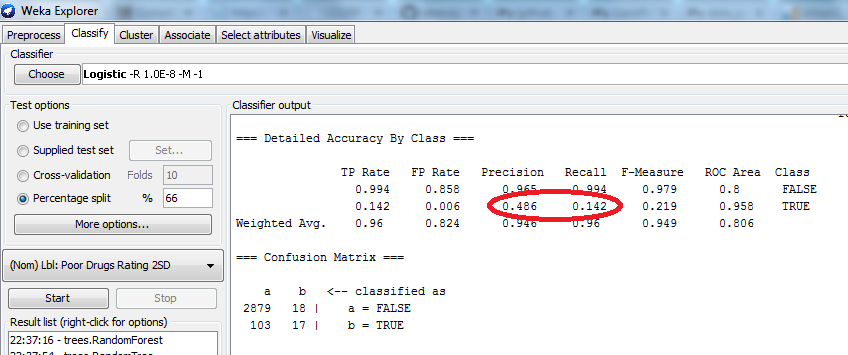 Weka Explorer
Preprocess Classify Cluster Associate Select attributes Visualize
Classifier
Choose Logistic -R 1.0E-8 -M -1
Test options
Use training set
Supplied test set Set...
Cross-validation Folds 10
Percentage split % 66
More options...
(Nom) Lbl: Poor Drugs Rating 2SD
Start Stop
Result list (right-click for options)
22:37:16 - trees.RandomForest
22:37:54 - trees.RandomTree
Classifier output
=== Detailed Accuracy By Class ===
TP Rate FP Rate Precision Recall F-Measure ROC Area Class
0.994 0.858 0.965 0.994 0.979 0.8 FALSE
0.142 0.006 0.486 0.142 0.219 0.958 TRUE
Weighted Avg. 0.96 0.824 0.946 0.96 0.949 0.806
=== Confusion Matrix ===
a b <-- classified as
2879 18 | a = FALSE
103 17 | b = TRUE